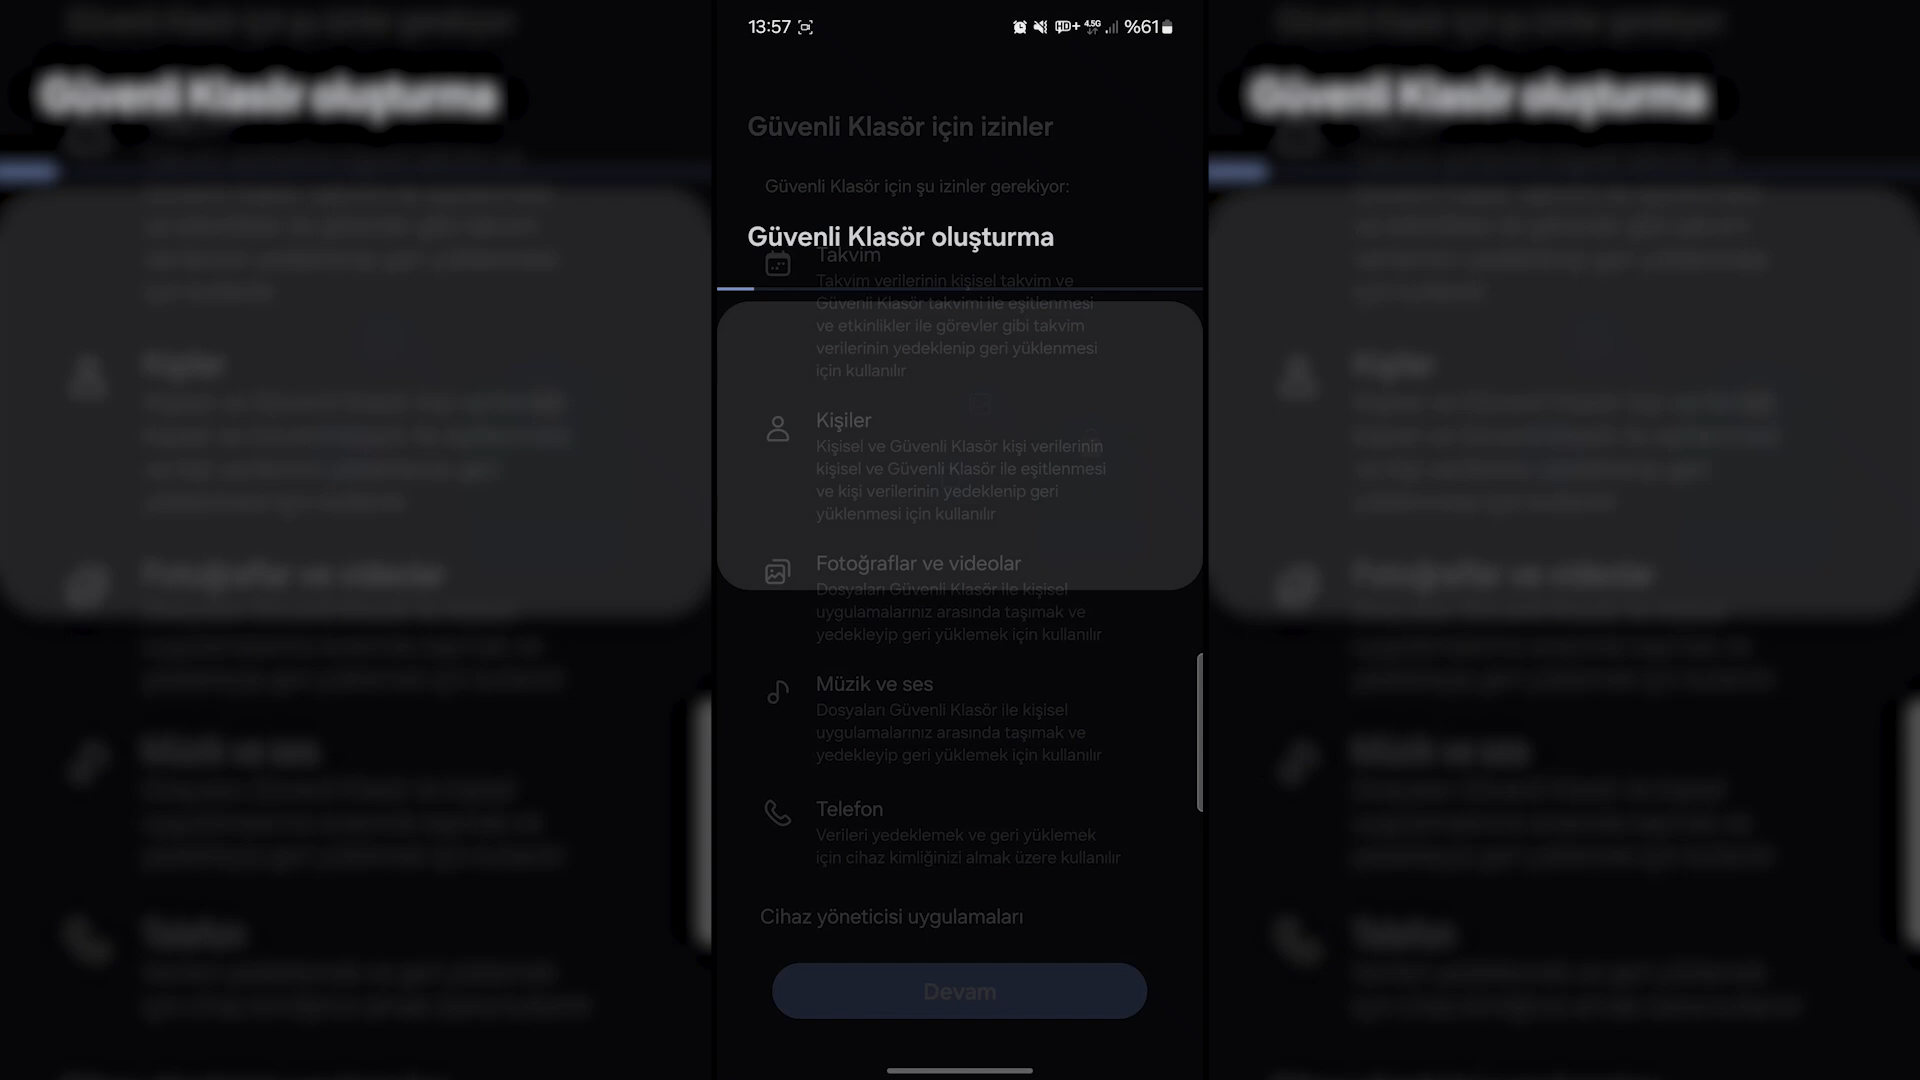 13:57
4.5G %61
Güvenli Klasör için izinler
Güvenli Klasör için şu izinler gerekiyor:
Güvenli Klasör oluşturma
Takvim
Takvim verilerinin kişisel takvim ve
Güvenli Klasör takvimi ile eşitlenmesi
ve etkinlikler ile görevler gibi takvim
verilerinin yedeklenip geri yüklenmesi
için kullanılır
Kişiler
Kişisel ve Güvenli Klasör kişi verilerinin
kişisel ve Güvenli Klasör ile eşitlenmesi
ve kişi verilerinin yedeklenip geri
yüklenmesi için kullanılır
Fotoğraflar ve videolar
Dosyaları Güvenli Klasör ile kişisel
uygulamalarınız arasında taşımak ve
yedekleyip geri yüklemek için kullanılır
Müzik ve ses
Dosyaları Güvenli Klasör ile kişisel
uygulamalarınız arasında taşımak ve
yedekleyip geri yüklemek için kullanılır
Telefon
Verileri yedeklemek ve geri yüklemek
için cihaz kimliğinizi almak üzere kullanılır
Cihaz yöneticisi uygulamaları
Devam
Güvenli Klasör oluşturma
Kişiler
Fotoğraflar ve videolar
Müzik ve ses
Telefon
Güvenli Klasör oluşturma
Kişiler
Fotoğraflar ve videolar
Müzik ve ses
Telefon